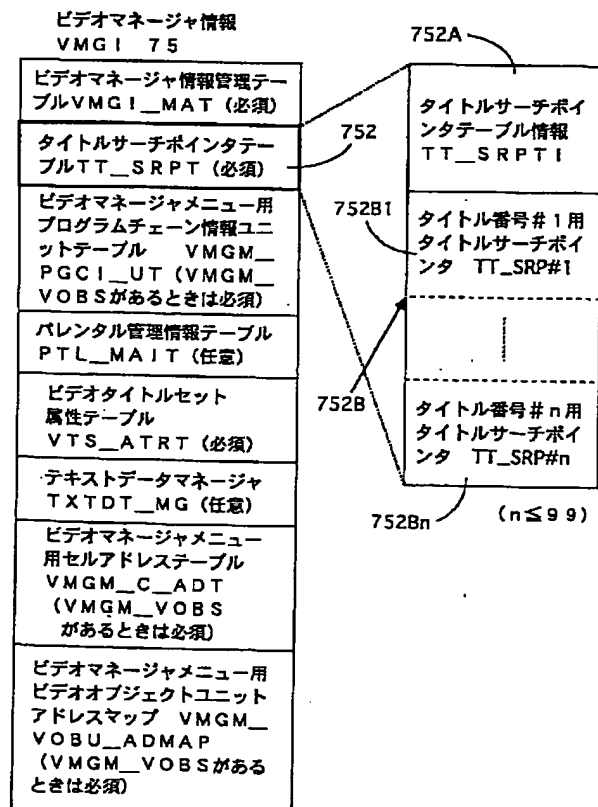 ビデオマネージャ情報
VMGI 75
ビデオマネージャ情報管理テー
ブルVMGI__MAT(必須)
タイトルサーチポインタテー
ブルTT__SRPT(必須)
ビデオマネージャメニュー用
プログラムチェーン情報ユニ
ットテーブル VMGM__
PGCI__UT(VMGM__
VOBSがあるときは必須)
パレンタル管理情報テーブル
PTL__MAIT(任意)
ビデオタイトルセット
属性テーブル
VTS__ATRT(必須)
テキストデータマネージャ
TXTDT__MG(任意)
ビデオマネージャメニュー
用セルアドレステーブル
VMGM__C__ADT
(VMGM__VOBS
があるときは必須)
ビデオマネージャメニュー用
ビデオオブジェクトユニット
アドレスマップ VMGM__
VOBU__ADMAP
(VMGM__VOBSがある
ときは必須)
752
752A
タイトルサーチポイ
ンタテーブル情報
TT__SRPTI
752B1
タイトル番号#1用
タイトルサーチポイ
ンタ TT_SRP#1
752B
タイトル番号#n用
タイトルサーチポイ
ンタ TT_SRP#n
752Bn
(n≦99)